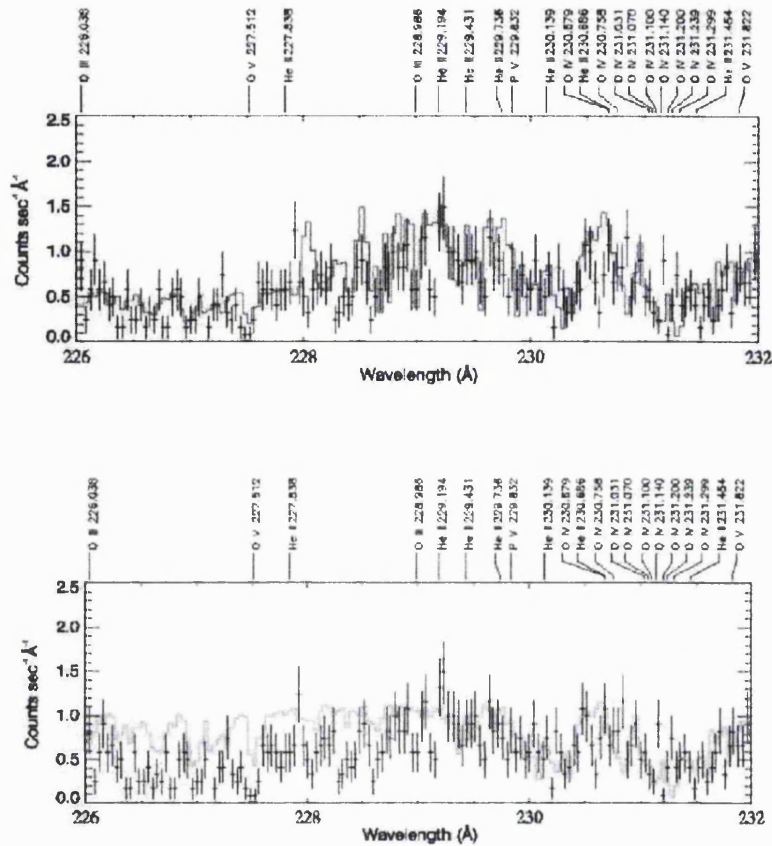 O III 226.038
O V 227.512
He II 227.838
O III 228.986
He II 229.194
He II 229.431
He II 229.736
P V 229.832
He II 230.139
O IV 230.679
He II 230.686
O IV 230.758
O IV 231.031
O IV 231.070
O IV 231.100
O IV 231.140
O IV 231.200
O IV 231.239
O IV 231.299
He II 231.454
O V 231.822
2.5
2.0
1.5
1.0
0.5
0.0
Counts sec⁻¹ Å⁻¹
226
228
230
232
Wavelength (Å)
O III 226.038
O V 227.512
He II 227.838
O III 228.986
He II 229.194
He II 229.431
He II 229.736
P V 229.832
He II 230.139
O IV 230.679
He II 230.686
O IV 230.758
O IV 231.031
O IV 231.070
O IV 231.100
O IV 231.140
O IV 231.200
O IV 231.239
O IV 231.299
He II 231.454
O V 231.822
2.5
2.0
1.5
1.0
0.5
0.0
Counts sec⁻¹ Å⁻¹
226
228
230
232
Wavelength (Å)